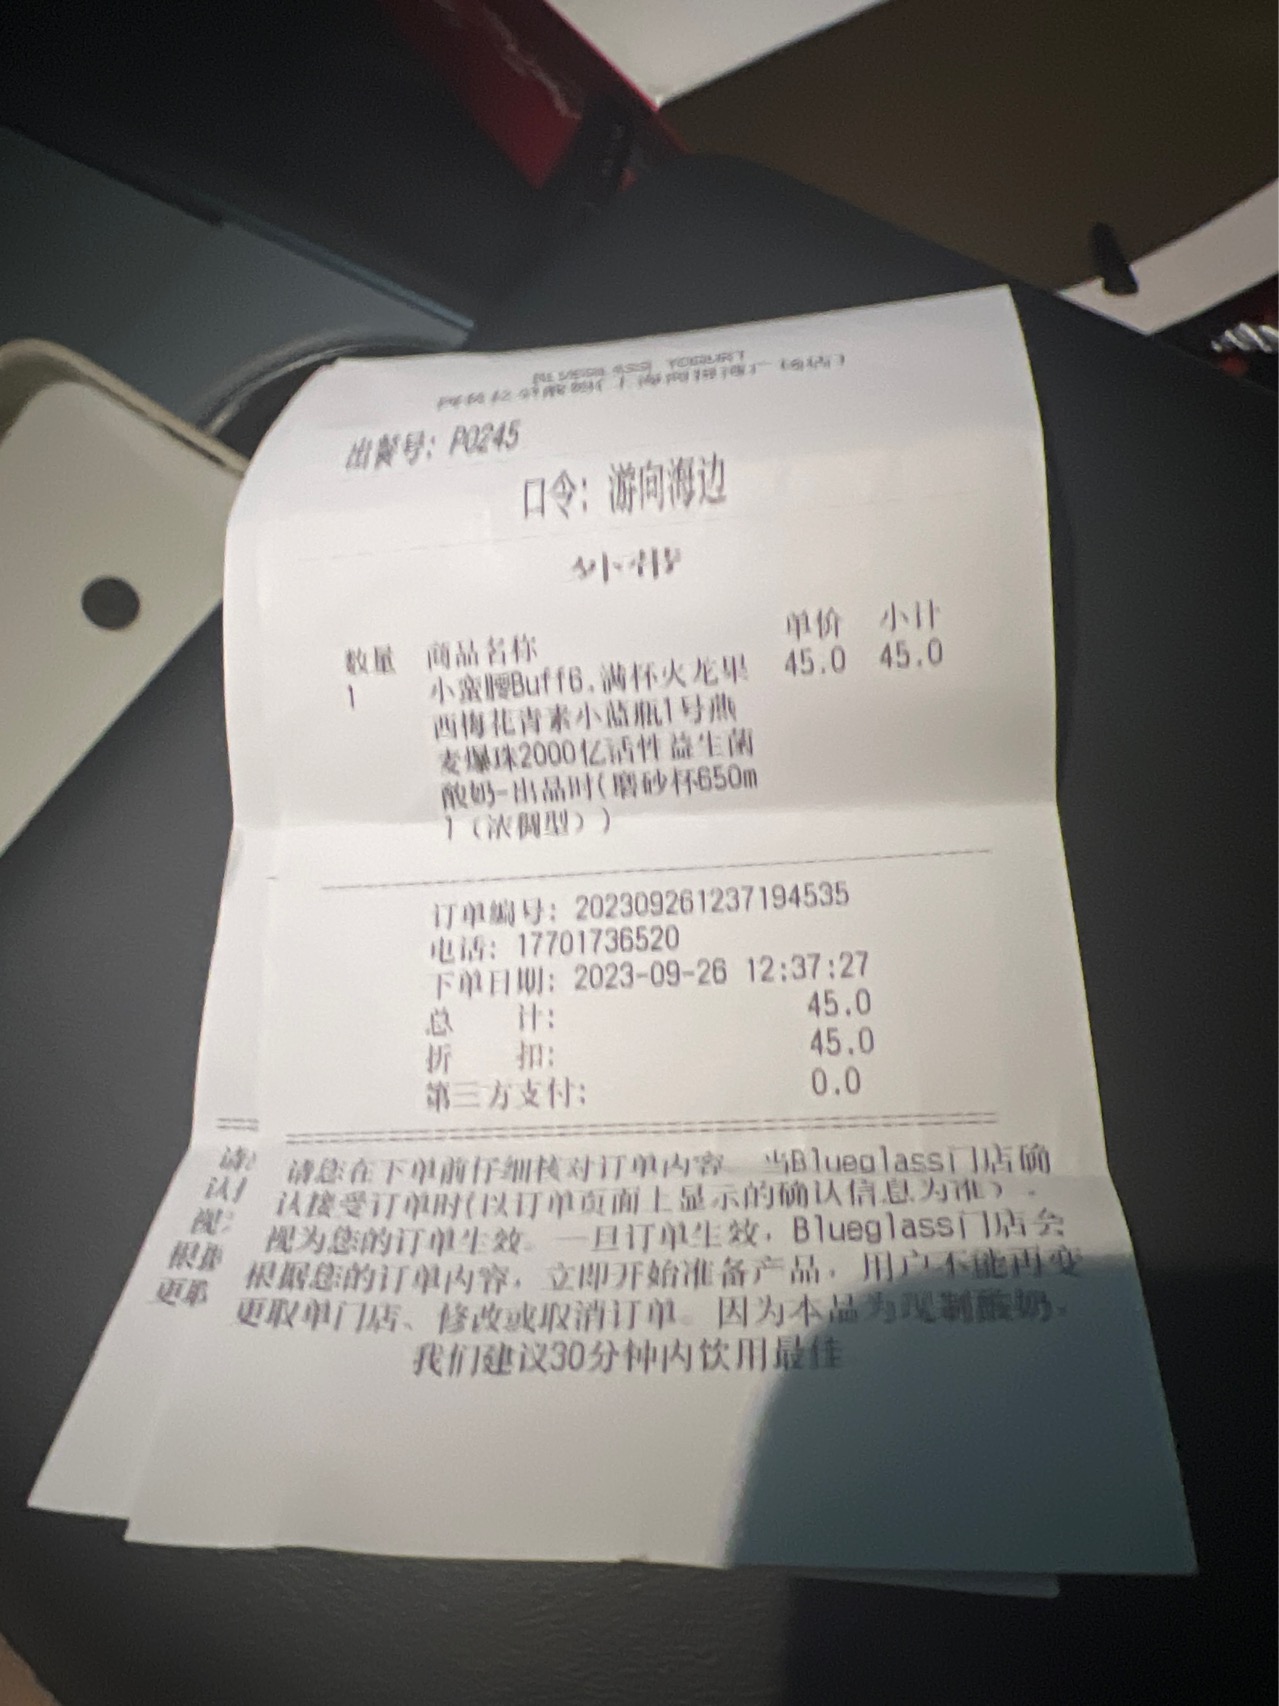 出餐号: P0245
口令: 游向海边
外带
数量 商品名称 单价 小计
1 小蛮腰Buff6.满杯火龙果 45.0 45.0
西梅花青素小蓝瓶1号燕
麦爆珠2000亿活性益生菌
酸奶-出品时(磨砂杯650m
l(浓稠型))
订单编号: 202309261237194535
电话: 17701736520
下单日期: 2023-09-26 12:37:27
总 计: 45.0
折 扣: 45.0
第三方支付: 0.0
请您在下单前仔细核对订单内容。当Blueglass门店确
认接受订单时(以订单页面上显示的确认信息为准),
视为您的订单生效。一旦订单生效,Blueglass门店会
根据您的订单内容,立即开始准备产品,用户不能再变
更取单门店、修改或取消订单。因为本品为现制酸奶,
我们建议30分钟内饮用最佳
认
视
根据
更取